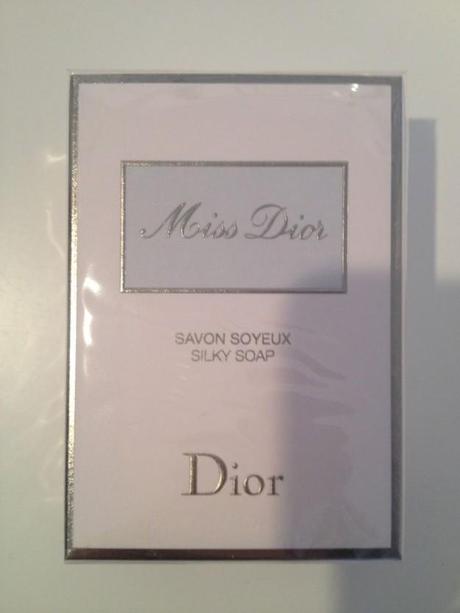 Miss Dior
SAVON SOYEUX
SILKY SOAP
Dior